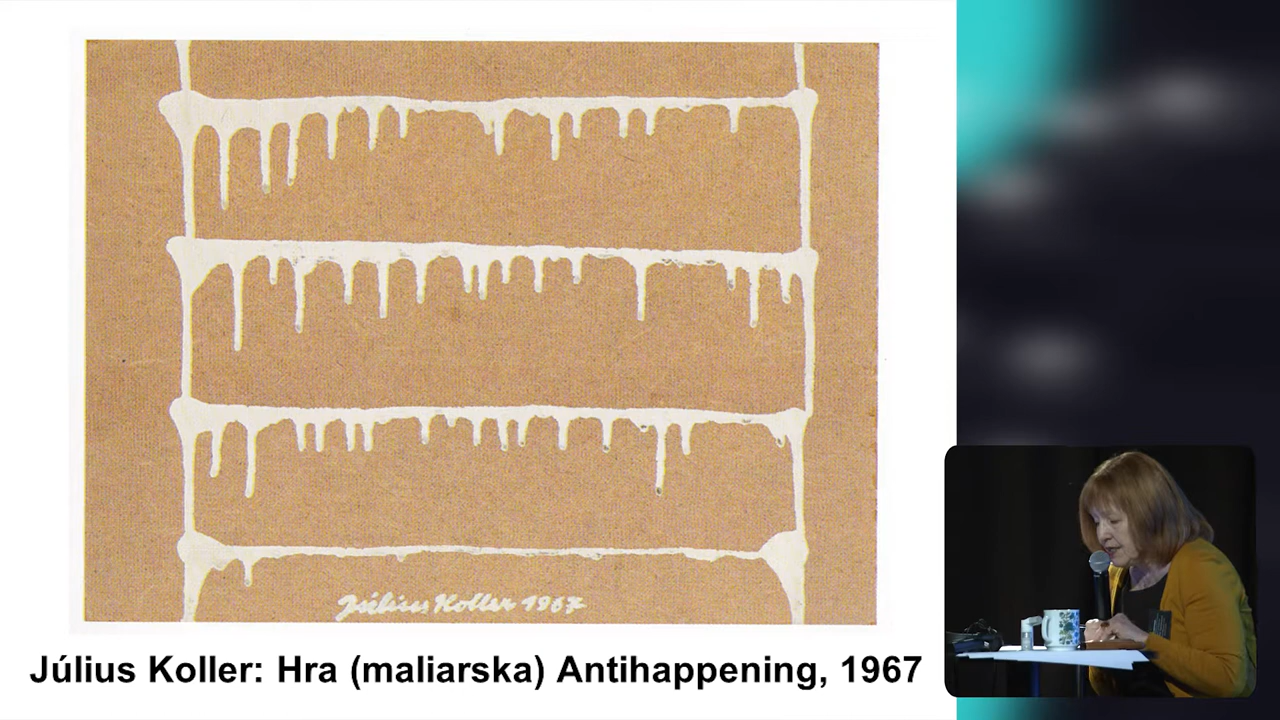 Július Koller 1967
Július Koller: Hra (maliarska) Antihappening, 1967